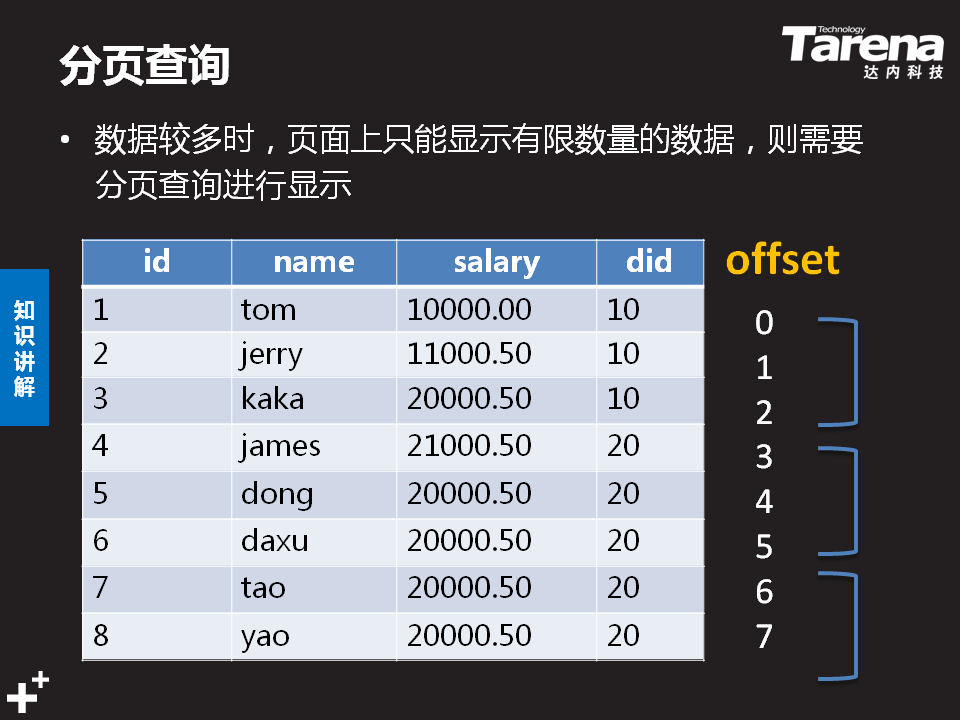 分页查询
Technology
Tarena
达内科技
• 数据较多时，页面上只能显示有限数量的数据，则需要
分页查询进行显示
知识讲解
id name salary did offset
1 tom 10000.00 10 0
2 jerry 11000.50 10 1
3 kaka 20000.50 10 2
4 james 21000.50 20 3
5 dong 20000.50 20 4
6 daxu 20000.50 20 5
7 tao 20000.50 20 6
8 yao 20000.50 20 7